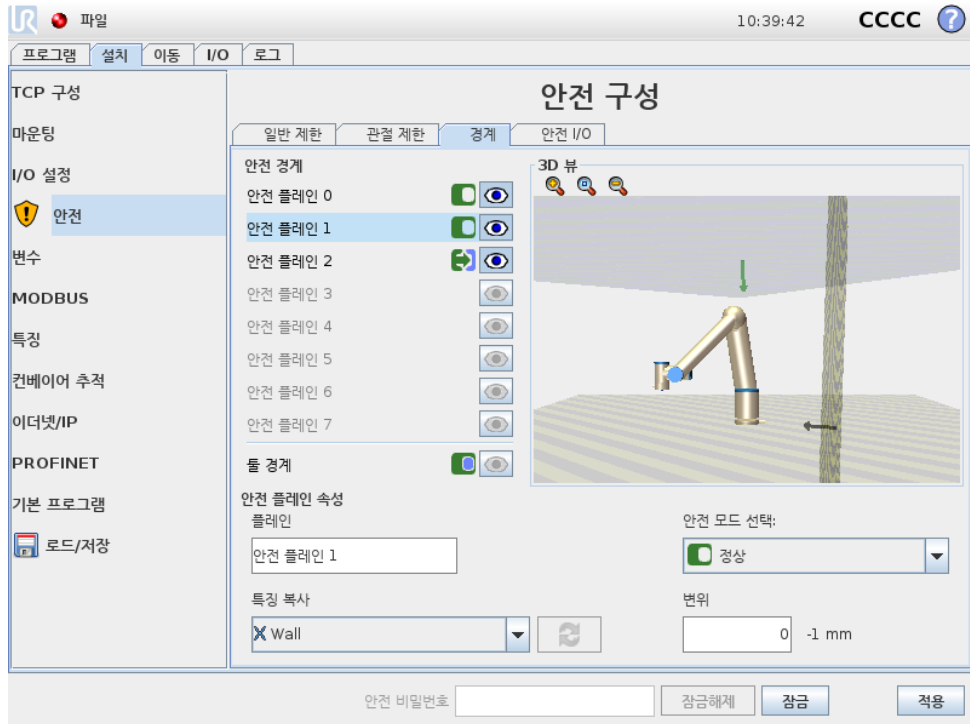 UR 파일 10:39:42 CCCC ?
프로그램 설치 이동 I/O 로그
TCP 구성
마운팅
I/O 설정
안전
변수
MODBUS
특징
컨베이어 추적
이더넷/IP
PROFINET
기본 프로그램
로드/저장
안전 구성
일반 제한 관절 제한 경계 안전 I/O
안전 경계
안전 플레인 0
안전 플레인 1
안전 플레인 2
안전 플레인 3
안전 플레인 4
안전 플레인 5
안전 플레인 6
안전 플레인 7
툴 경계
3D 뷰
안전 플레인 속성
플레인
안전 플레인 1
안전 모드 선택:
정상
특징 복사
Wall
변위
0 -1 mm
안전 비밀번호 잠금해제 잠금 적용